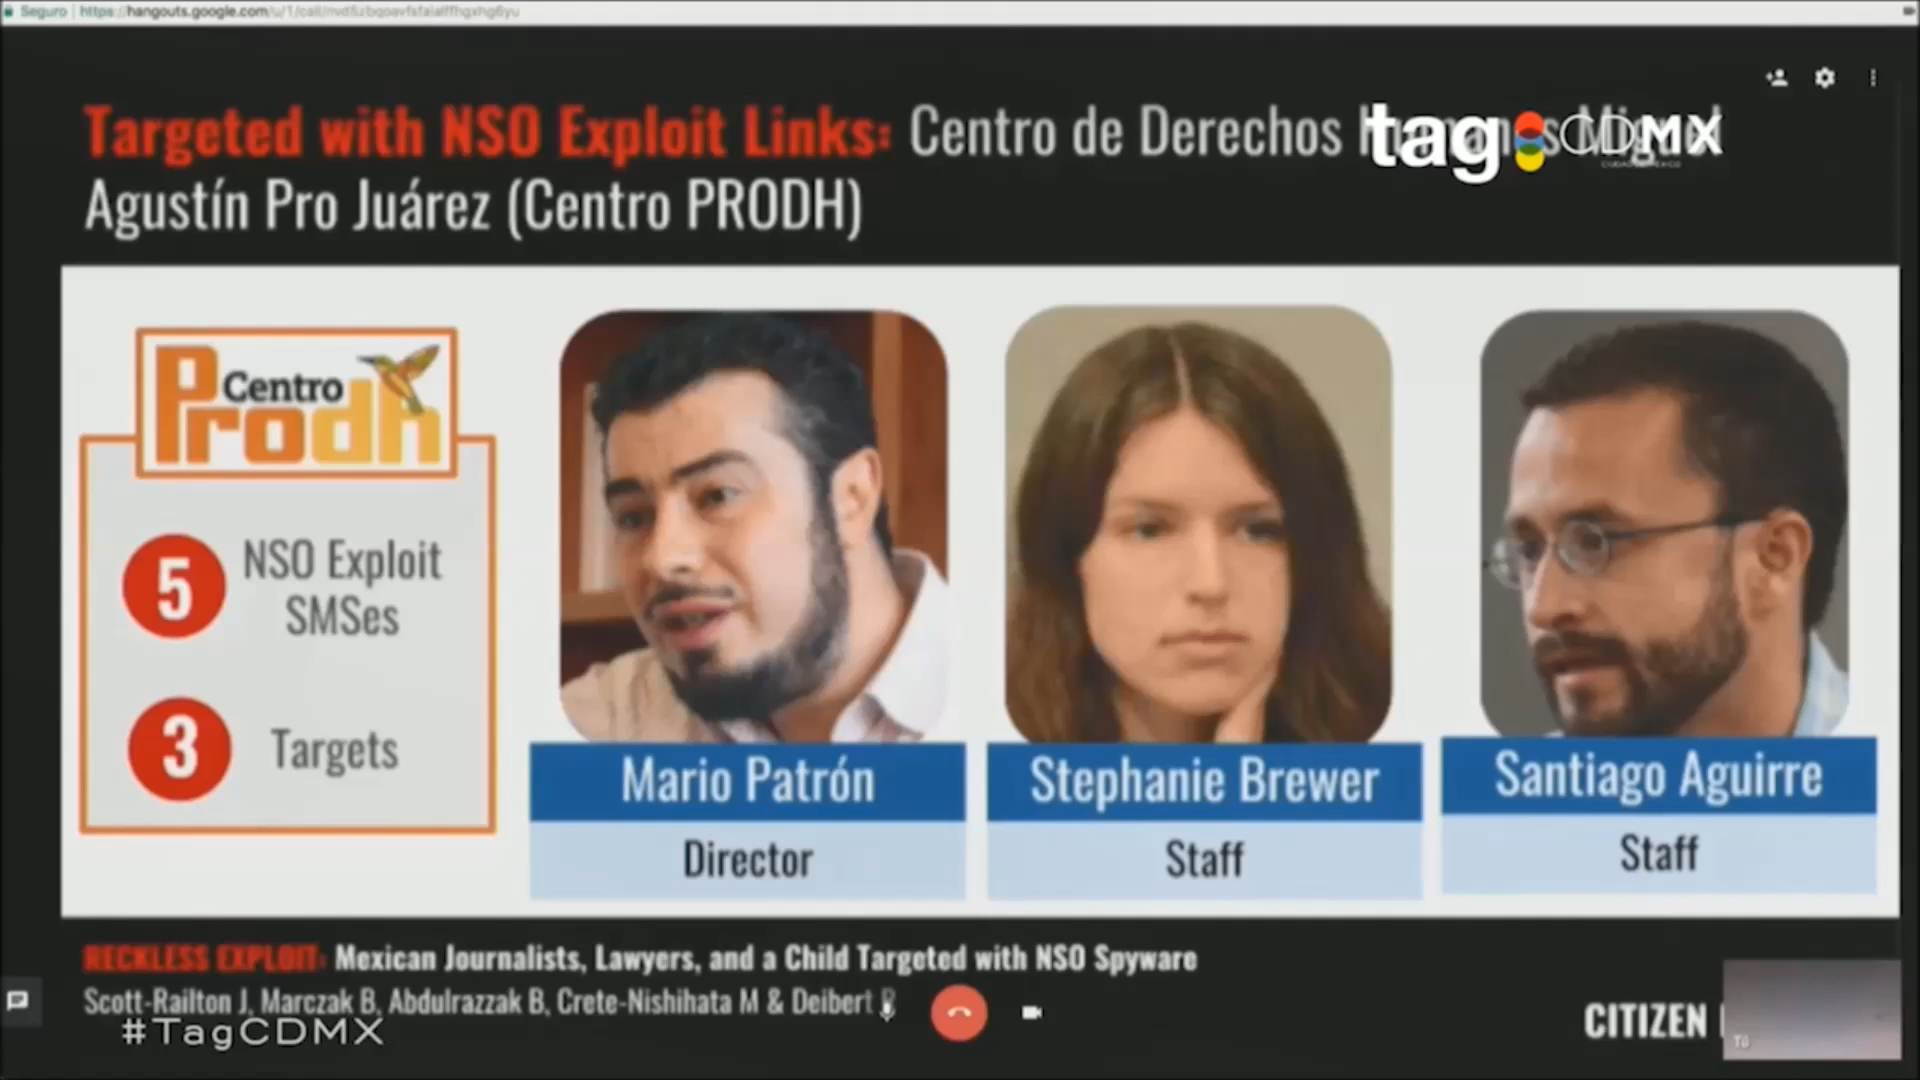 Seguro | https://hangouts.google.com
Targeted with NSO Exploit Links: Centro de Derechos
tag CDMX
Agustín Pro Juárez (Centro PRODH)
Centro
Prodh
5 NSO Exploit
SMSes
3 Targets
Mario Patrón
Director
Stephanie Brewer
Staff
Santiago Aguirre
Staff
RECKLESS EXPLOIT: Mexican Journalists, Lawyers, and a Child Targeted with NSO Spyware
Scott-Railton J, Marczak B, Abdulrazzak B, Crete-Nishihata M & Deibert
#TagCDMX
CITIZEN
Tú